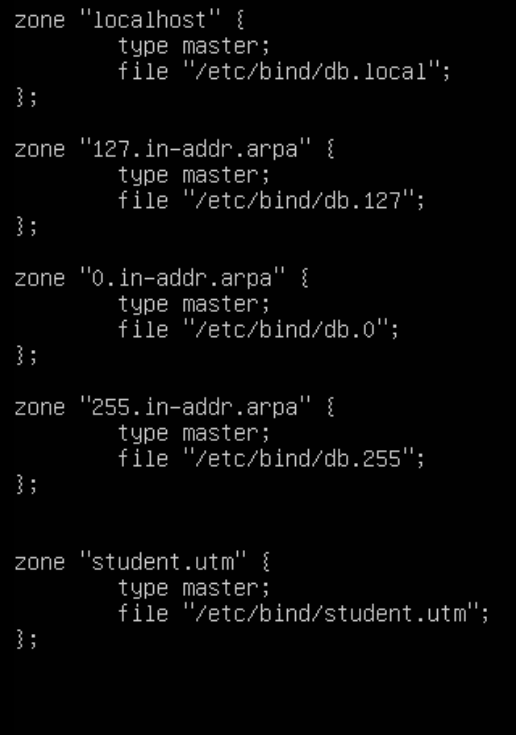 zone "localhost" {
        type master;
        file "/etc/bind/db.local";
};

zone "127.in-addr.arpa" {
        type master;
        file "/etc/bind/db.127";
};

zone "0.in-addr.arpa" {
        type master;
        file "/etc/bind/db.0";
};

zone "255.in-addr.arpa" {
        type master;
        file "/etc/bind/db.255";
};


zone "student.utm" {
        type master;
        file "/etc/bind/student.utm";
};